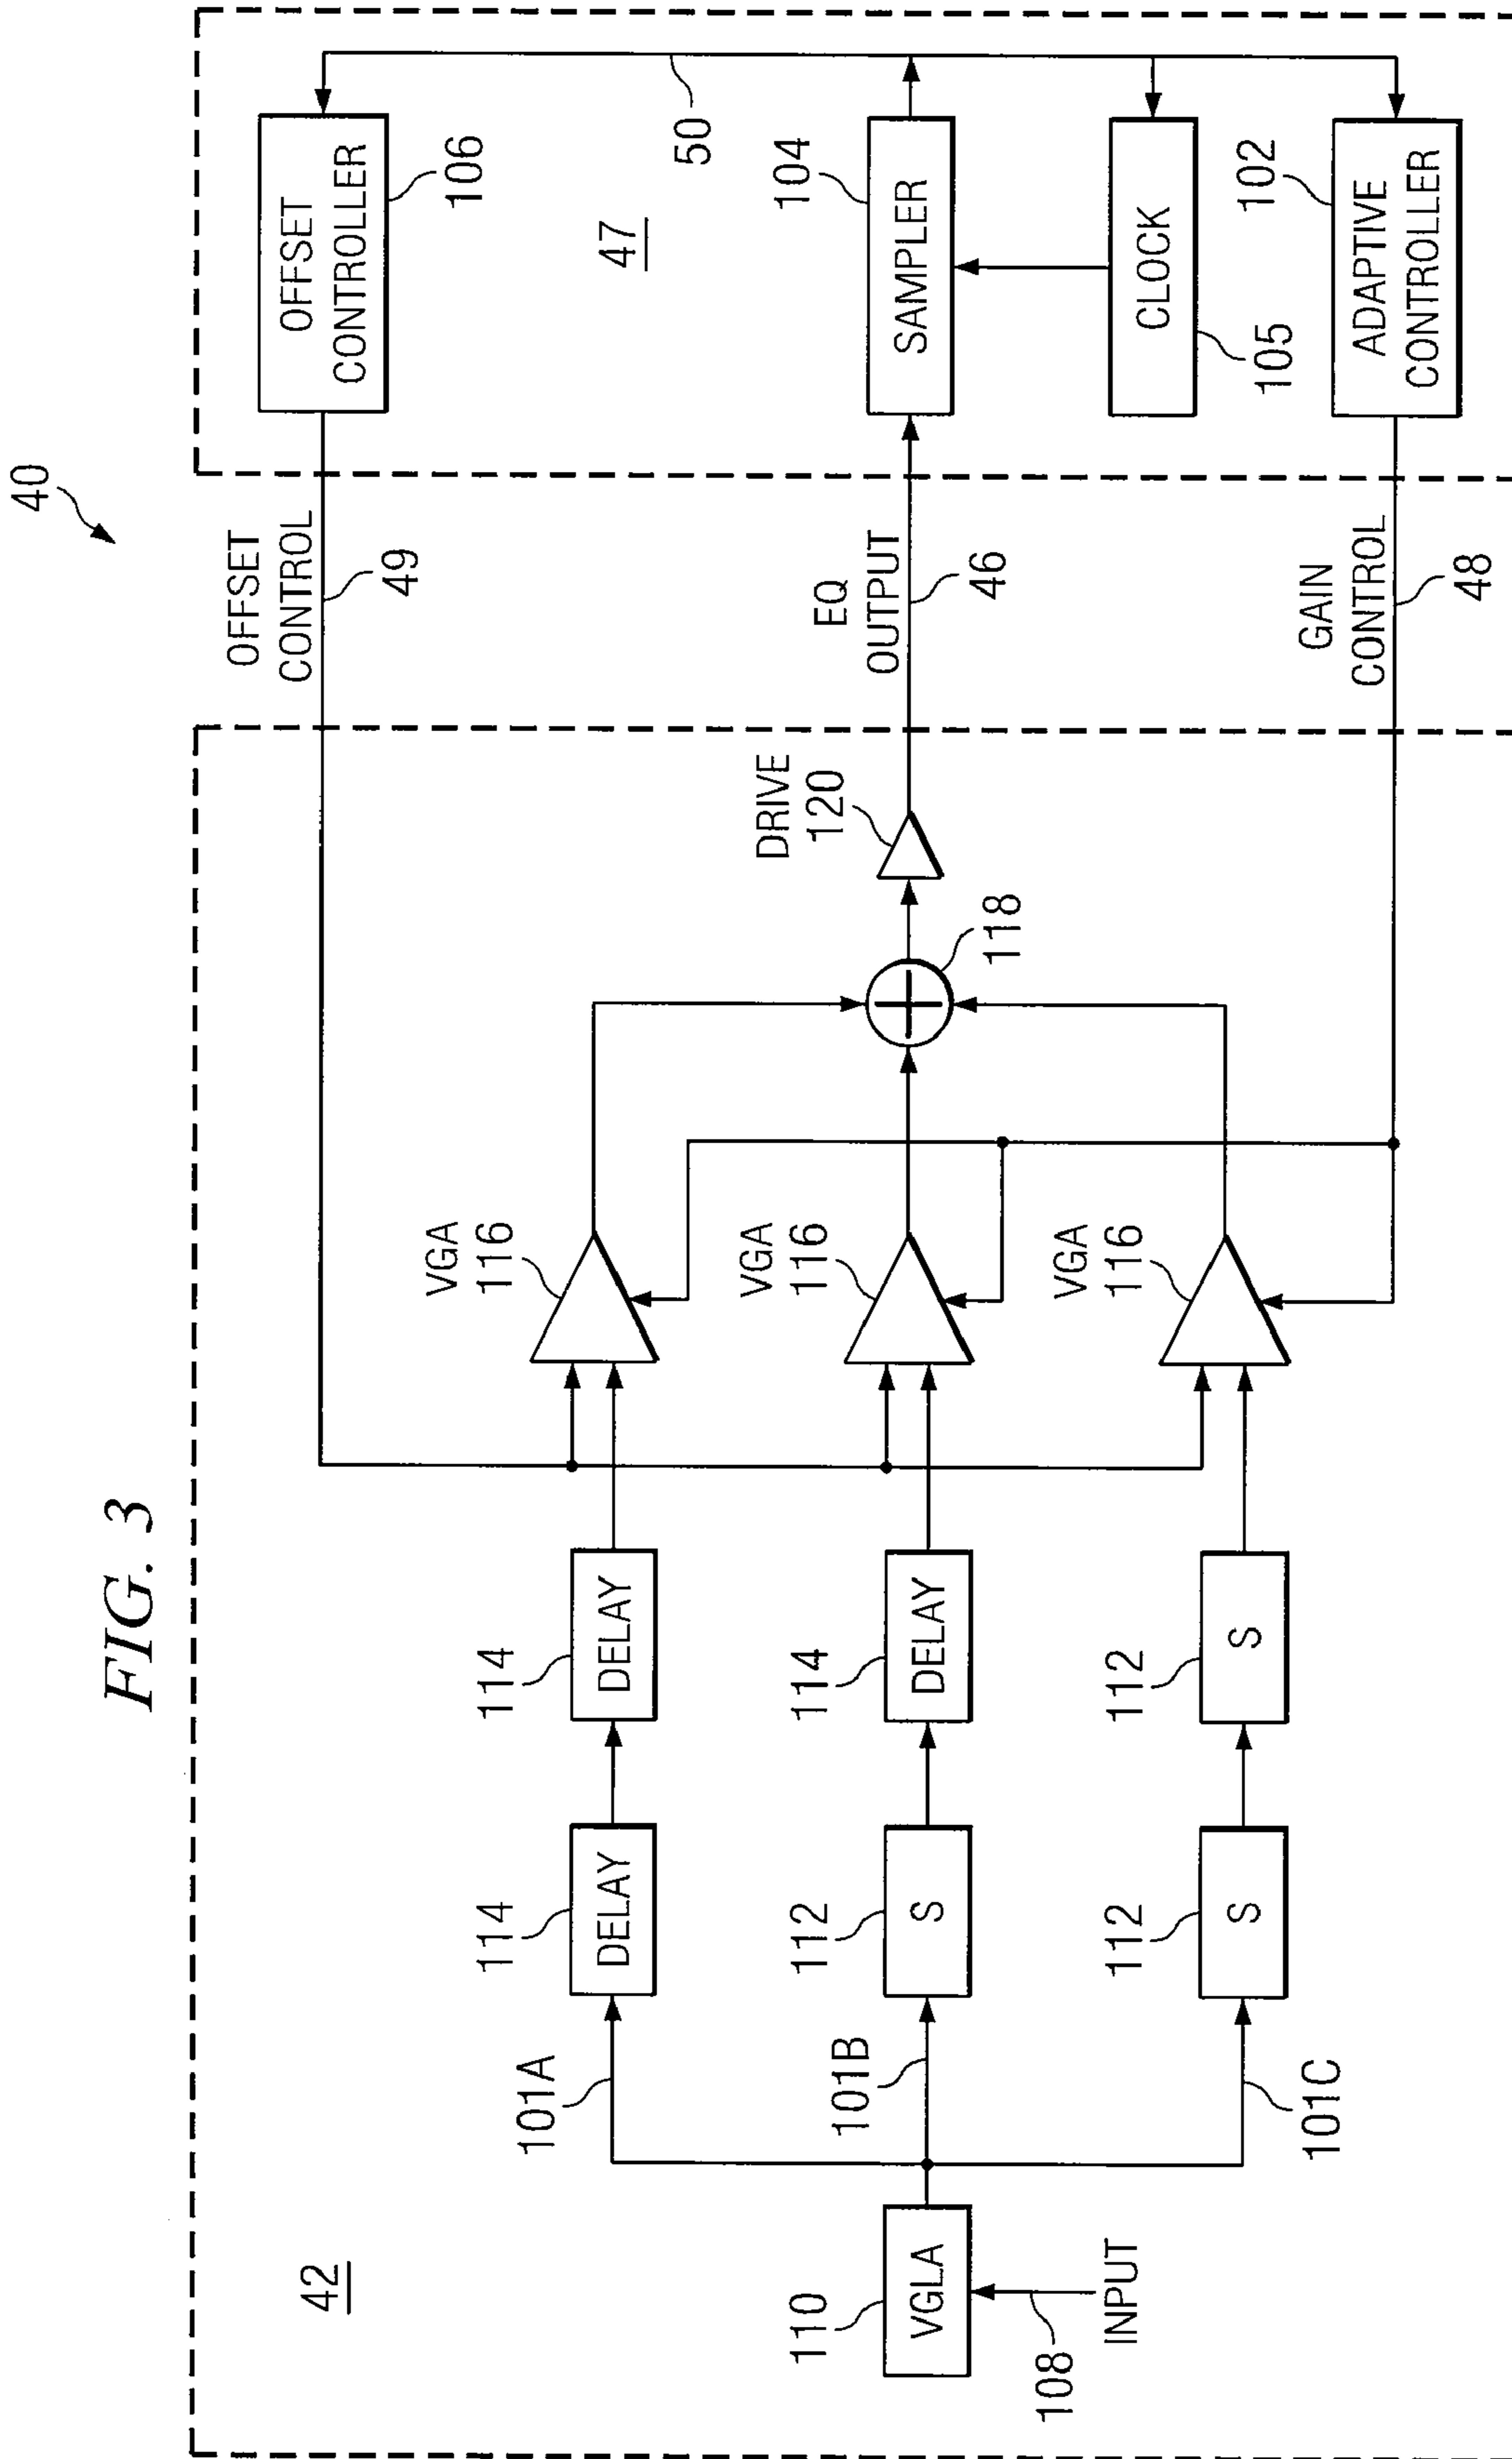 FIG. 3
40
42
47
OFFSET
CONTROL
49
OFFSET
CONTROLLER
106
50
101A
114
DELAY
114
DELAY
VGA
116
108
INPUT
110
VGLA
101B
112
S
114
DELAY
VGA
116
118
DRIVE
120
EQ
OUTPUT
46
104
SAMPLER
CLOCK
105
101C
112
S
112
S
VGA
116
GAIN
CONTROL
48
102
ADAPTIVE
CONTROLLER